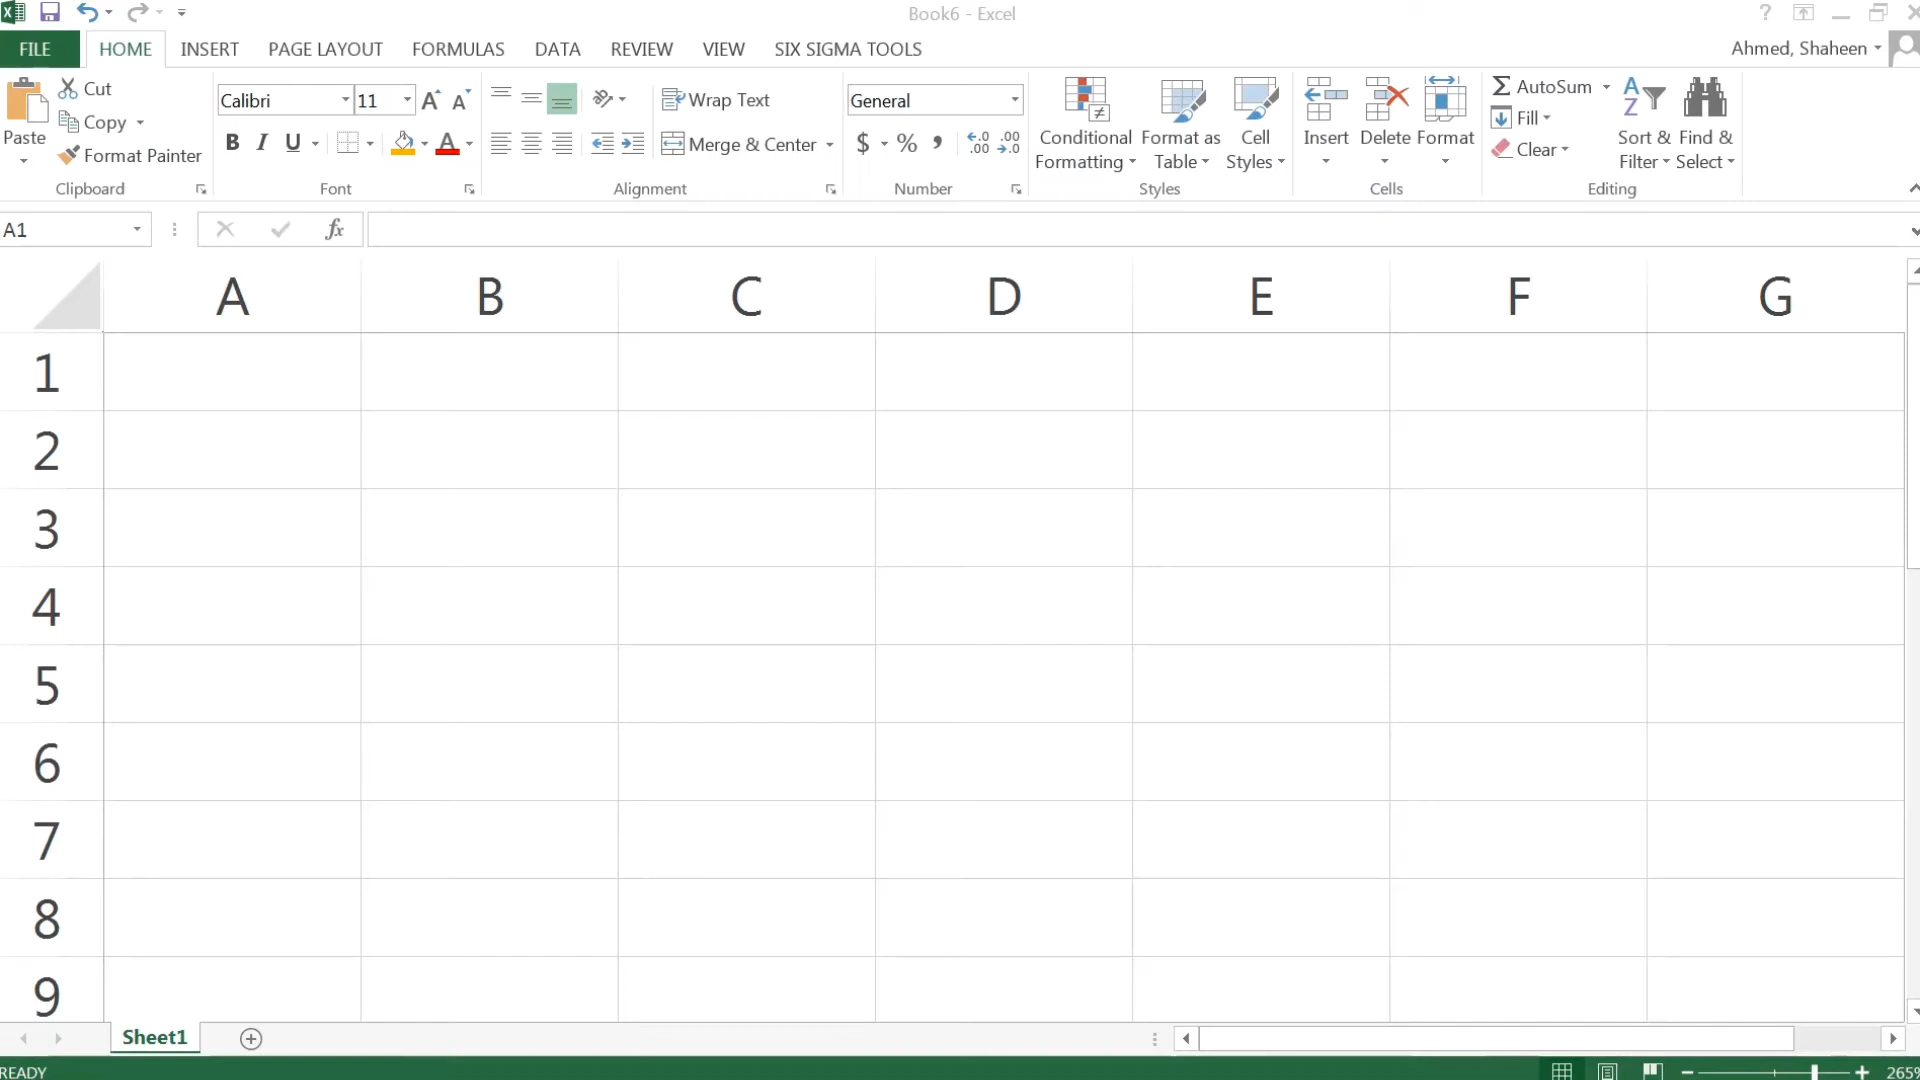 Book6 - Excel
?
FILE
HOME
INSERT
PAGE LAYOUT
FORMULAS
DATA
REVIEW
VIEW
SIX SIGMA TOOLS
Ahmed, Shaheen
Paste
Cut
Copy
Format Painter
Clipboard
Calibri
11
B I U
Font
Wrap Text
Merge & Center
Alignment
General
$ %
Number
Conditional
Formatting
Format as
Table
Cell
Styles
Styles
Insert
Delete
Format
Cells
AutoSum
Fill
Clear
Sort &
Filter
Find &
Select
Editing
A1
fx
A B C D E F G
1
2
3
4
5
6
7
8
9
Sheet1
READY
265%